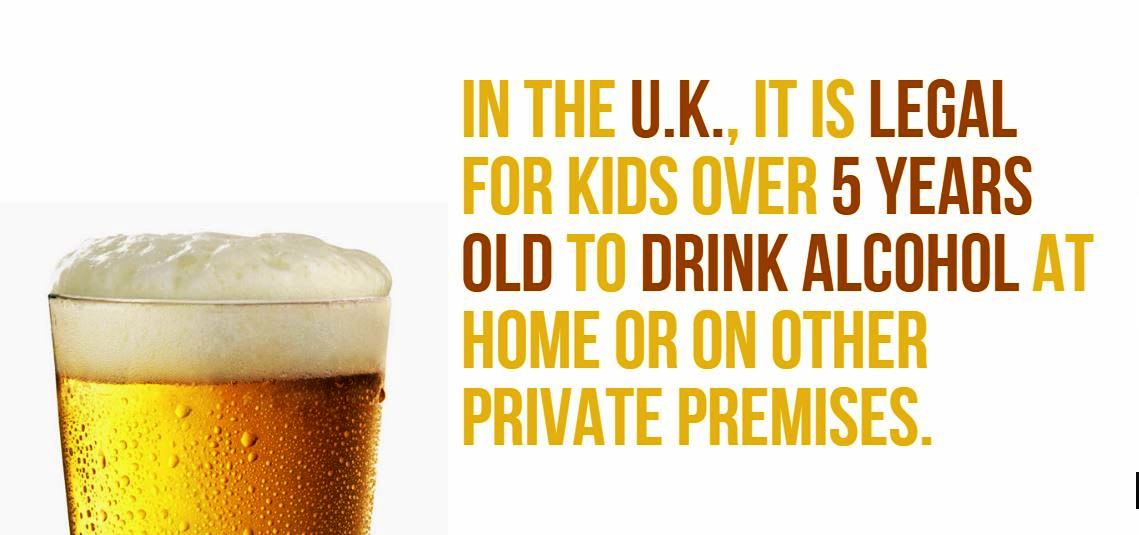 IN THE U.K., IT IS LEGAL
FOR KIDS OVER 5 YEARS
OLD TO DRINK ALCOHOL AT
HOME OR ON OTHER
PRIVATE PREMISES.